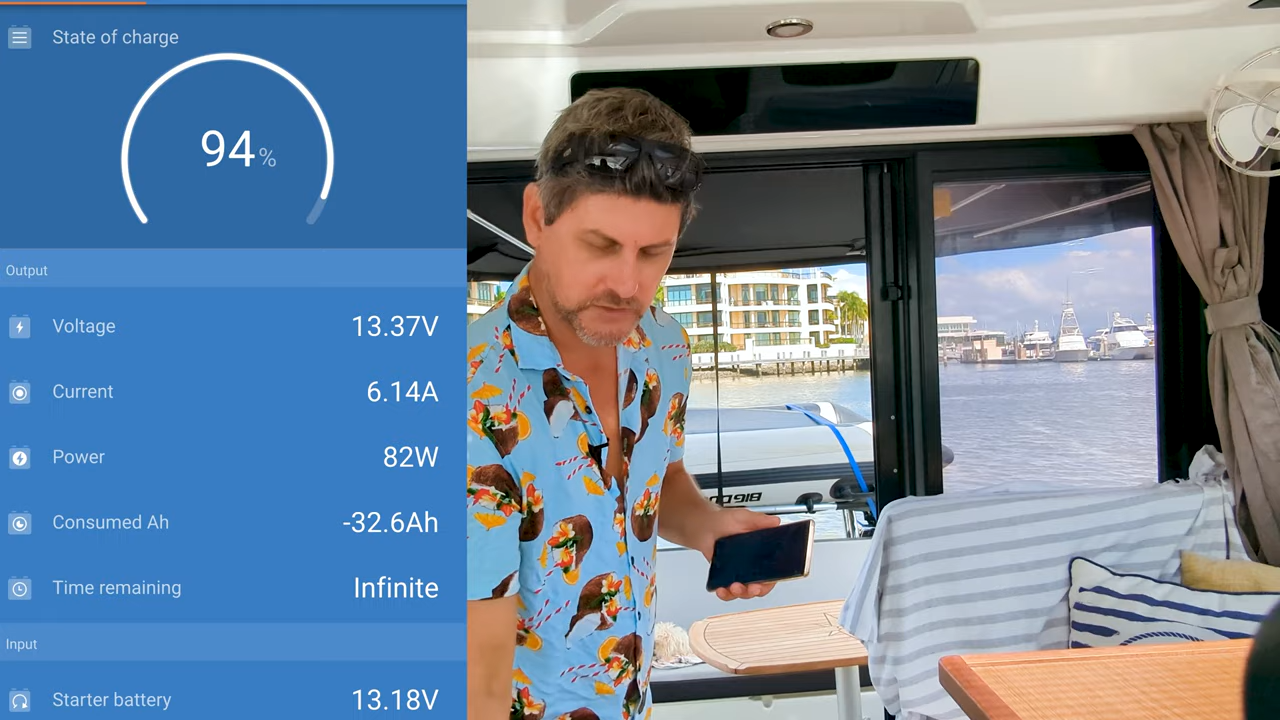 State of charge
94%
Output
Voltage 13.37V
Current 6.14A
Power 82W
Consumed Ah -32.6Ah
Time remaining Infinite
Input
Starter battery 13.18V